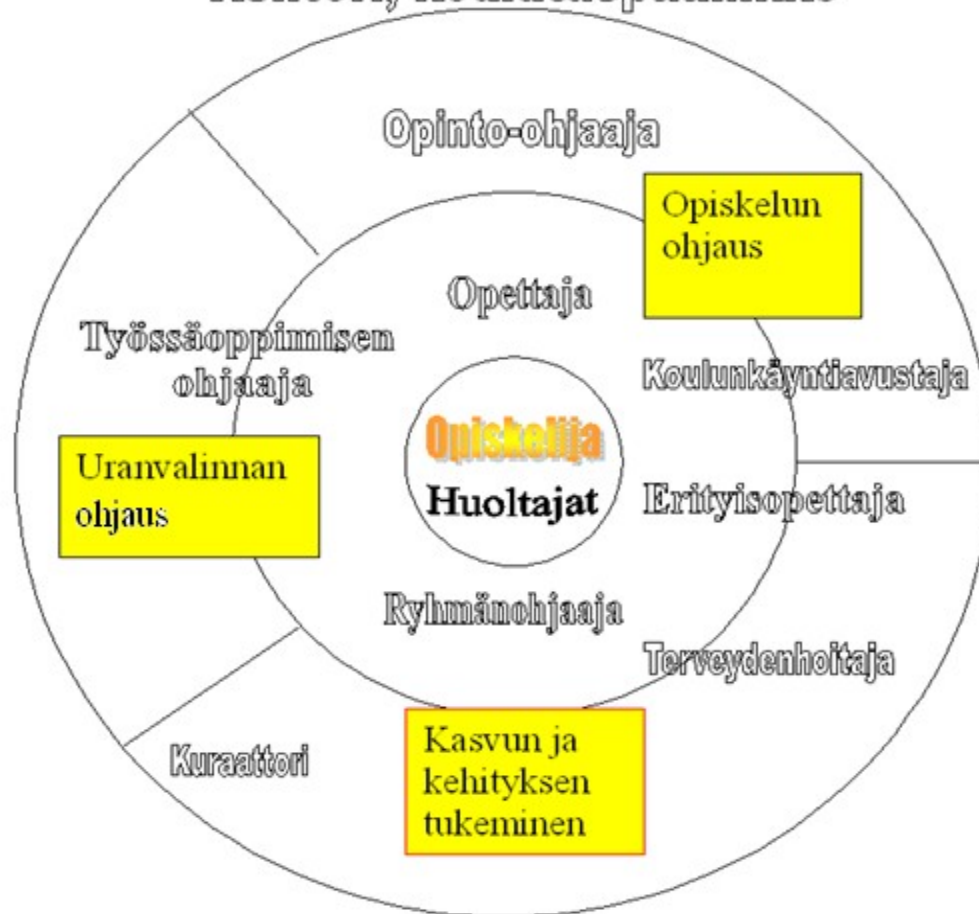 Opinto-ohjaaja
Opiskelun
ohjaus
Opettaja
Työssäoppimisen
ohjaaja
Koulunkäyntiavustaja
Opiskelija
Huoltajat
Uranvalinnan
ohjaus
Erityisopettaja
Ryhmänohjaaja
Terveydenhoitaja
Kuraattori
Kasvun ja
kehityksen
tukeminen